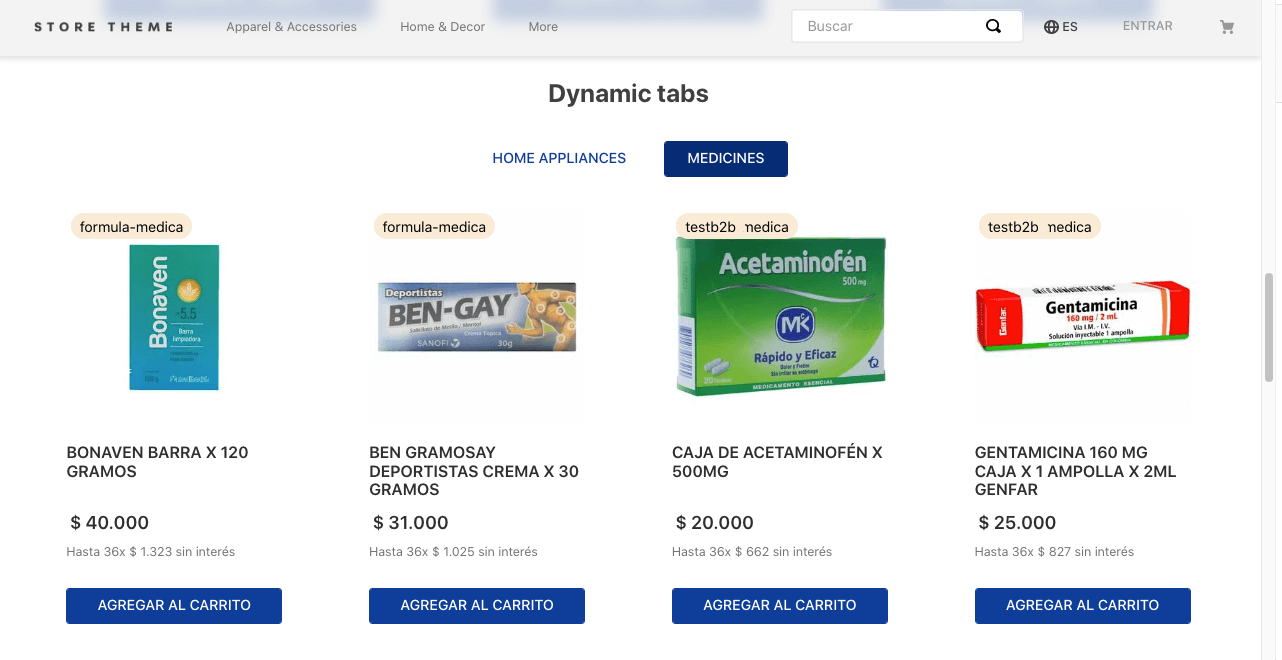 STORE THEME
Apparel & Accessories
Home & Decor
More
Buscar
ES
ENTRAR
Dynamic tabs
HOME APPLIANCES
MEDICINES
formula-medica
Bonaven
5.5
Barra
limpiadora
formula-medica
Deportistas
BEN-GAY
Crema Tópica
SANOFI
30g
testb2b medica
Acetaminofén
500 mg
MK
Rápido y Eficaz
Dolor y Fiebre
MEDICAMENTO ESENCIAL
testb2b medica
Genfar
Gentamicina
160 mg / 2 mL
Vía I.M. - I.V.
Solución inyectable 1 ampolla
BONAVEN BARRA X 120
GRAMOS
BEN GRAMOSAY
DEPORTISTAS CREMA X 30
GRAMOS
CAJA DE ACETAMINOFÉN X
500MG
GENTAMICINA 160 MG
CAJA X 1 AMPOLLA X 2ML
GENFAR
$ 40.000
$ 31.000
$ 20.000
$ 25.000
Hasta 36x $ 1.323 sin interés
Hasta 36x $ 1.025 sin interés
Hasta 36x $ 662 sin interés
Hasta 36x $ 827 sin interés
AGREGAR AL CARRITO
AGREGAR AL CARRITO
AGREGAR AL CARRITO
AGREGAR AL CARRITO